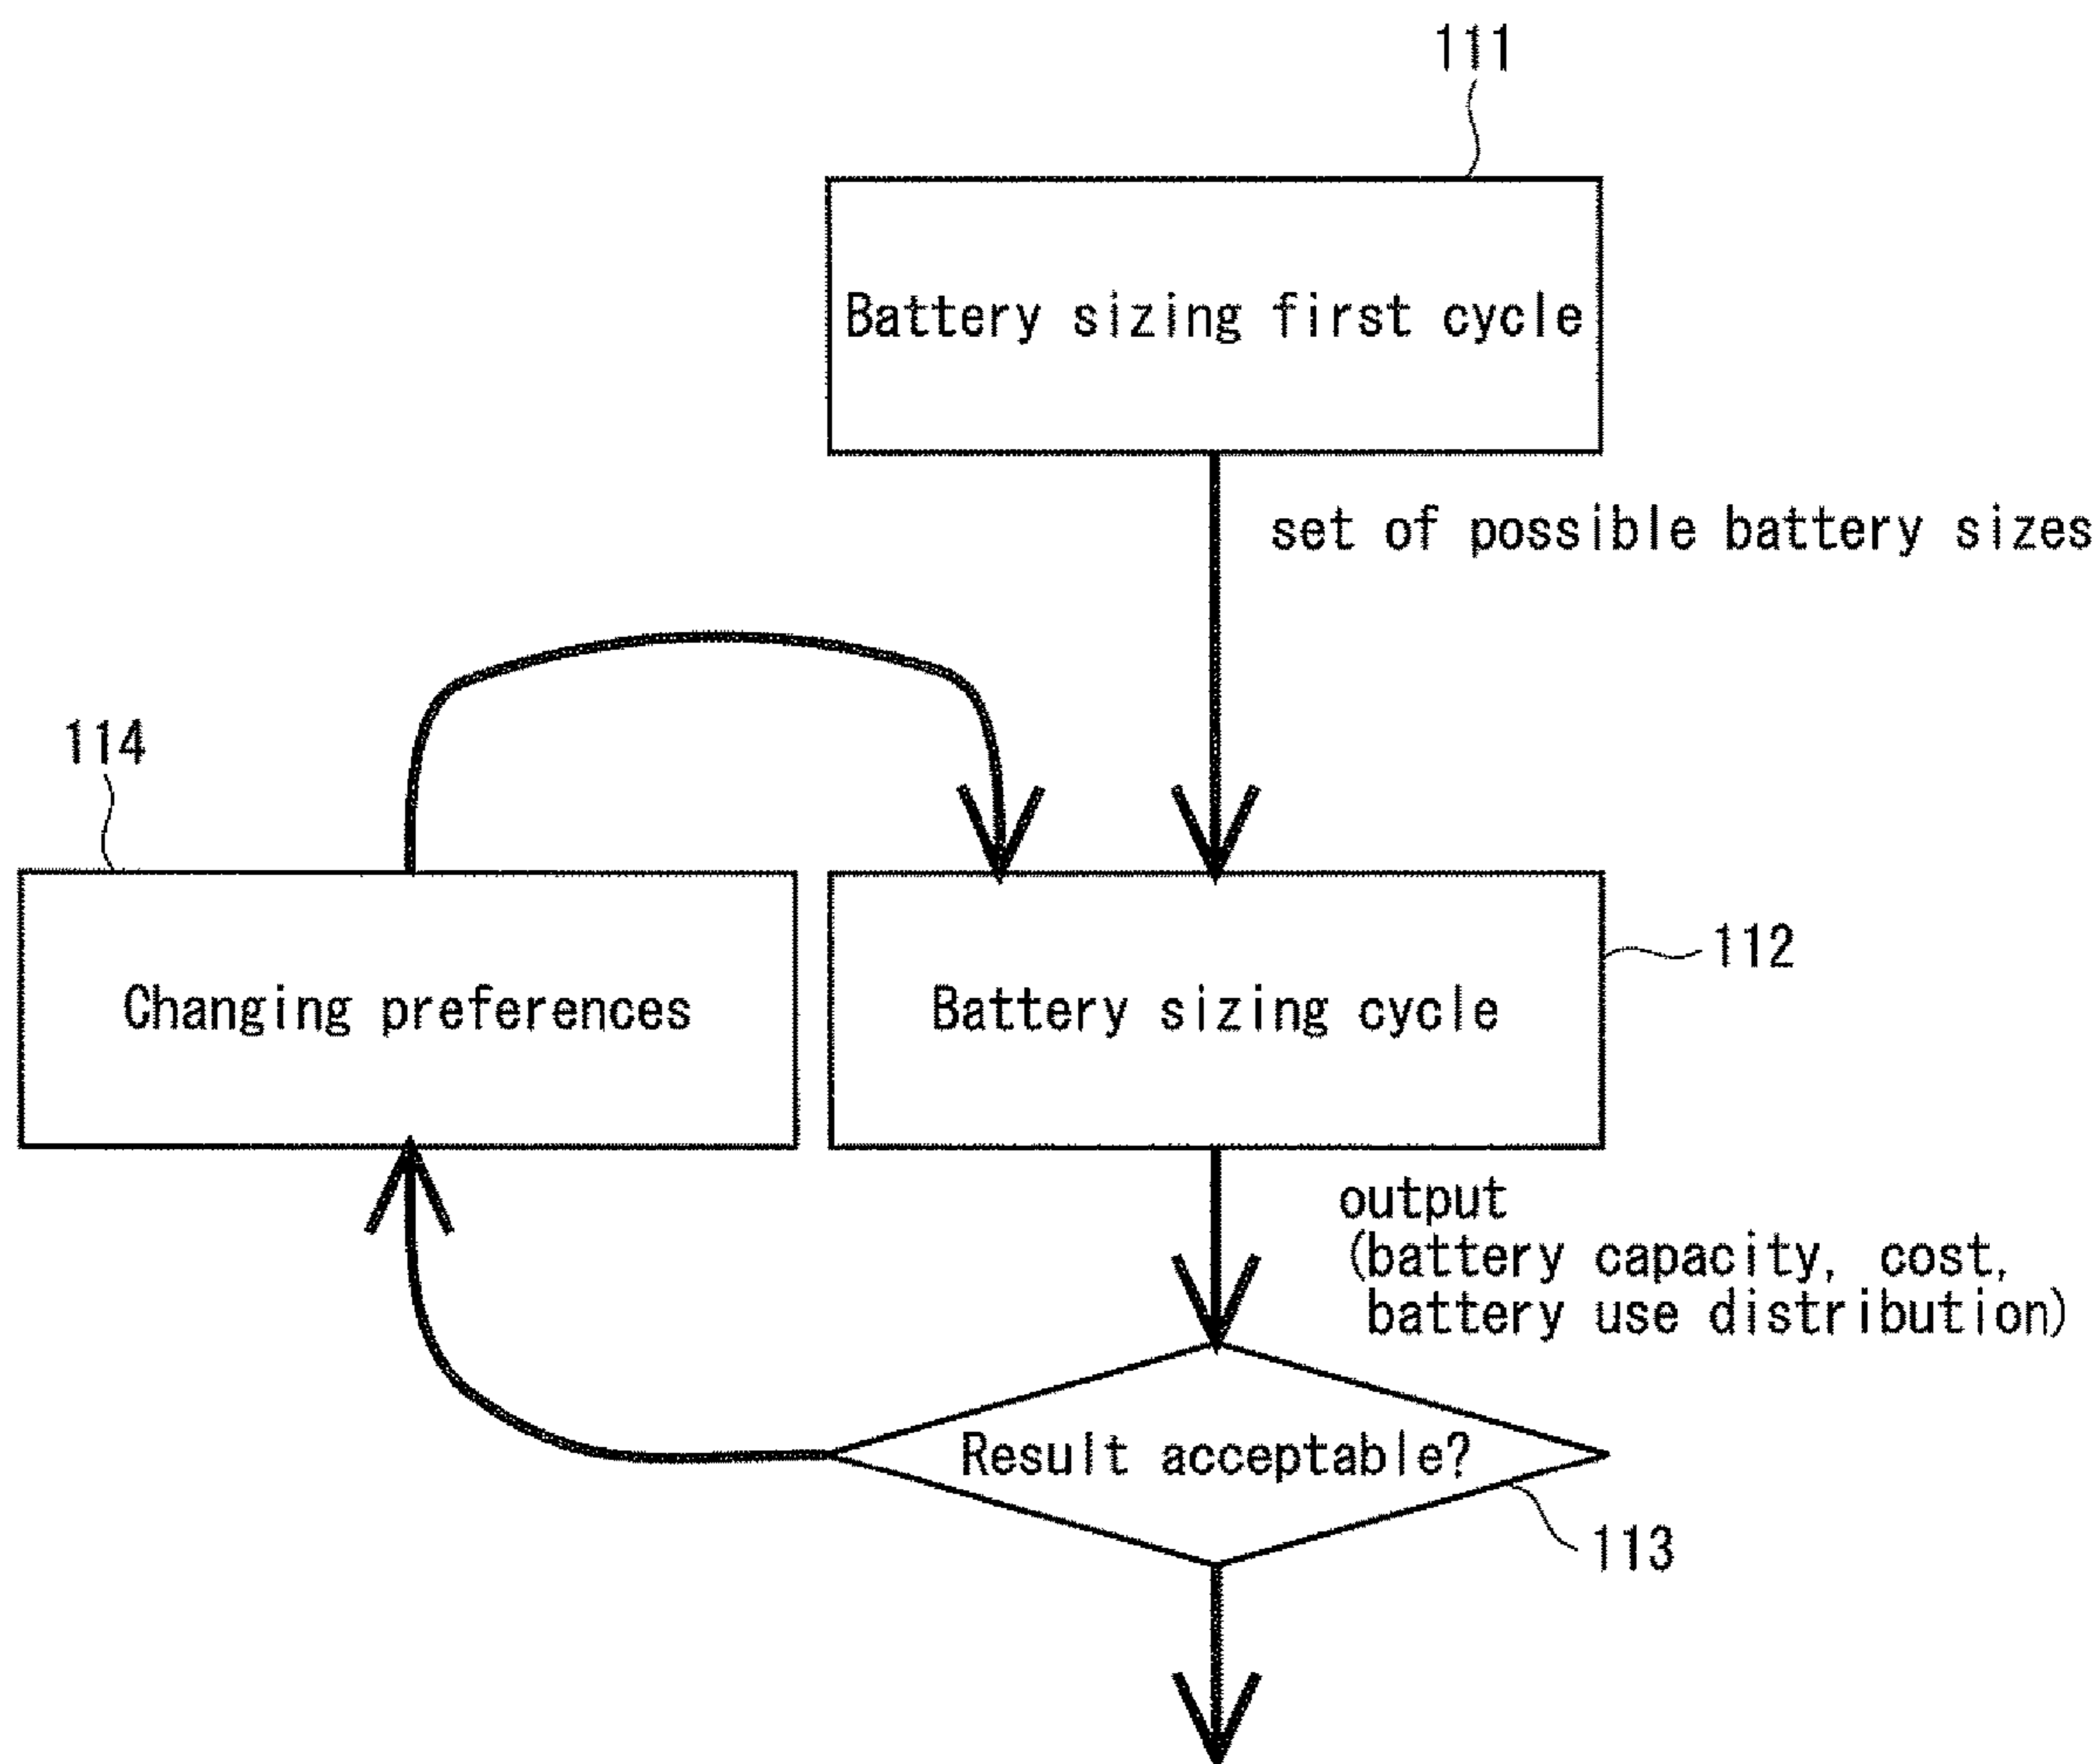 111
Battery sizing first cycle
set of possible battery sizes
114
Changing preferences
Battery sizing cycle
112
output
(battery capacity, cost,
battery use distribution)
Result acceptable?
113